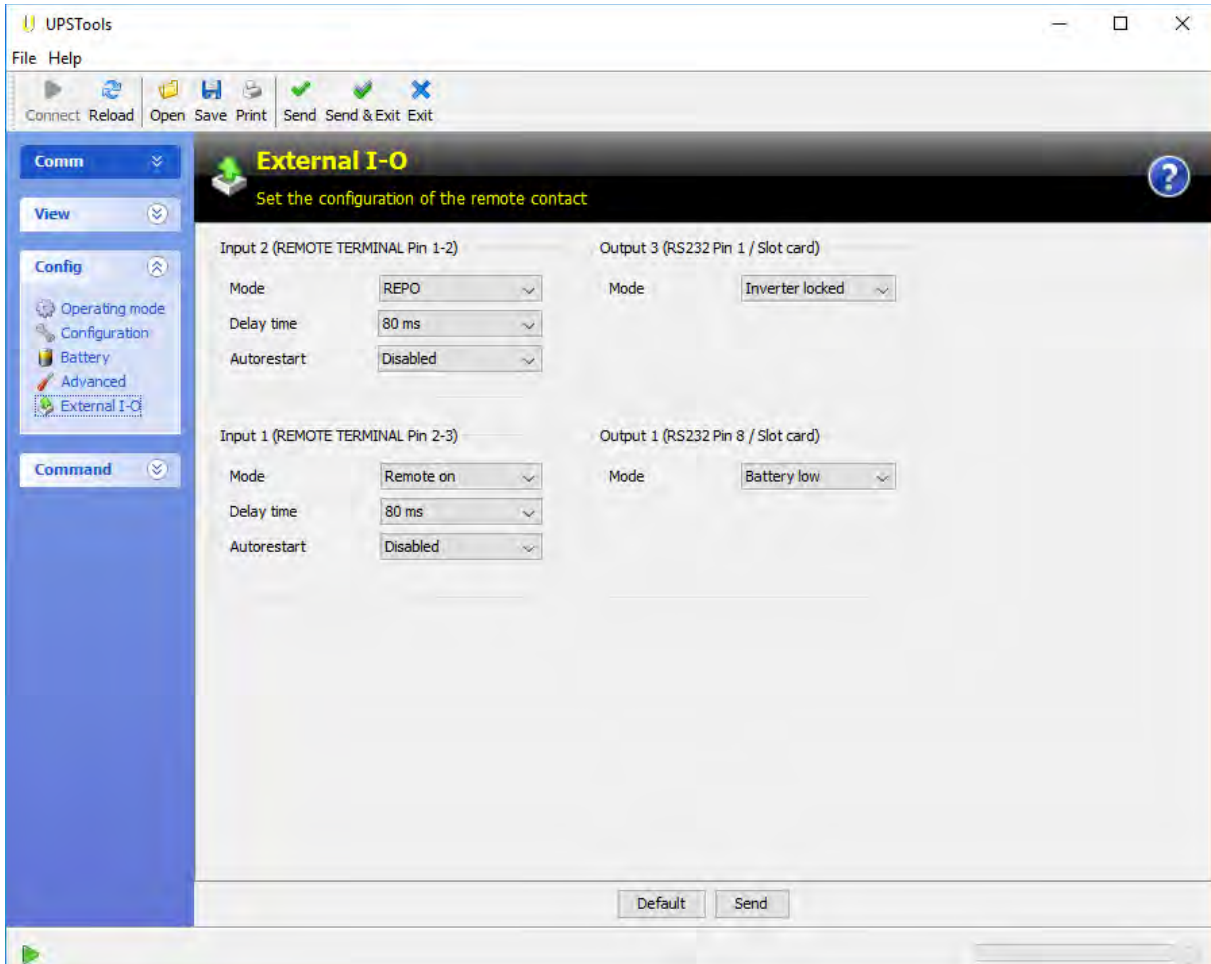 UPSTools
File Help
Connect Reload Open Save Print Send Send & Exit Exit
Comm
View
Config
Operating mode
Configuration
Battery
Advanced
External I-O
Command
External I-O
Set the configuration of the remote contact
?
Input 2 (REMOTE TERMINAL Pin 1-2)
Mode REPO
Delay time 80 ms
Autorestart Disabled
Output 3 (RS232 Pin 1 / Slot card)
Mode Inverter locked
Input 1 (REMOTE TERMINAL Pin 2-3)
Mode Remote on
Delay time 80 ms
Autorestart Disabled
Output 1 (RS232 Pin 8 / Slot card)
Mode Battery low
Default Send